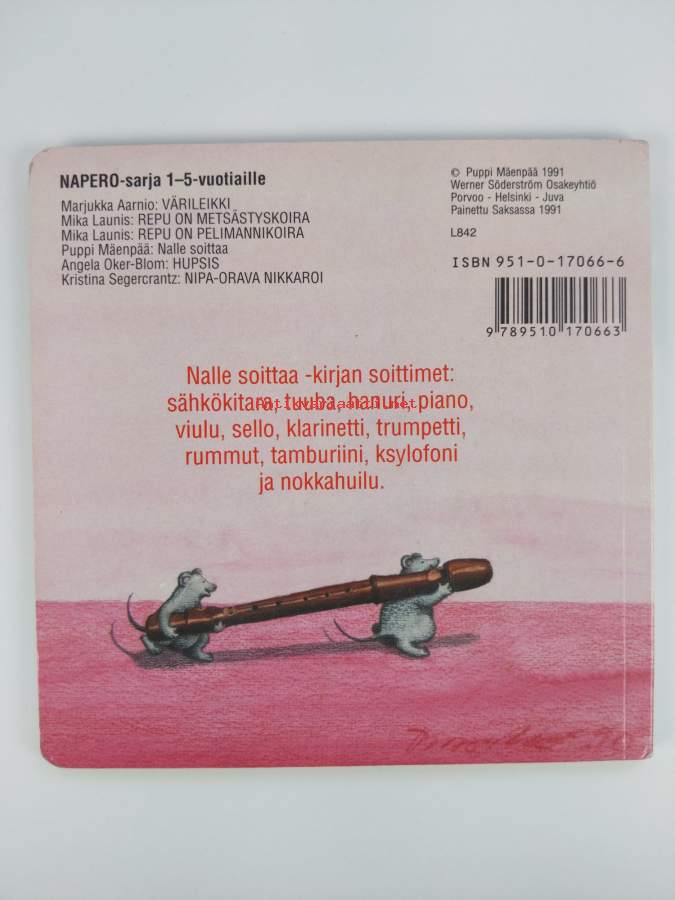 NAPERO-sarja 1–5-vuotiaille
Marjukka Aarnio: VÄRILEIKKI
Mika Launis: REPU ON METSÄSTYSKOIRA
Mika Launis: REPU ON PELIMANNIKOIRA
Puppi Mäenpää: Nalle soittaa
Angela Oker-Blom: HUPSIS
Kristina Segercrantz: NIPA-ORAVA NIKKAROI
© Puppi Mäenpää 1991
Werner Söderström Osakeyhtiö
Porvoo - Helsinki - Juva
Painettu Saksassa 1991
L842
ISBN 951-0-17066-6
9 789510 170663
Nalle soittaa -kirjan soittimet:
sähkökitara, tuuba, hanuri, piano,
viulu, sello, klarinetti, trumpetti,
rummut, tamburiini, ksylofoni
ja nokkahuilu.